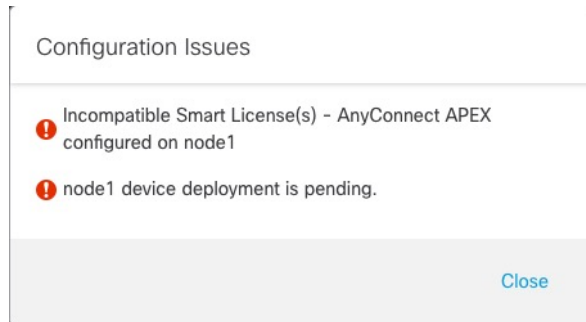 Configuration Issues
Incompatible Smart License(s) - AnyConnect APEX
configured on node1
node1 device deployment is pending.
Close